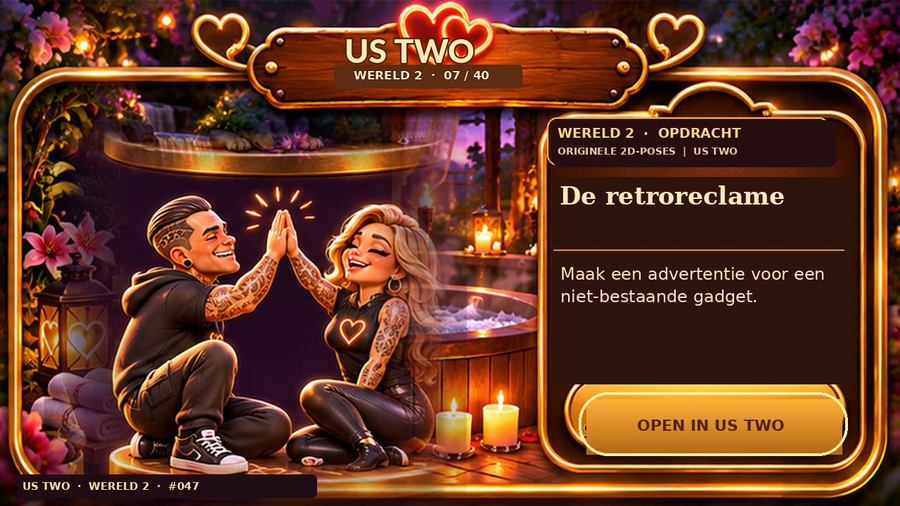 US TWO
WERELD 2 · 07 / 40
WERELD 2 · OPDRACHT
ORIGINELE 2D-POSES | US TWO
De retroreclame
Maak een advertentie voor een
niet-bestaande gadget.
OPEN IN US TWO
US TWO · WERELD 2 · #047